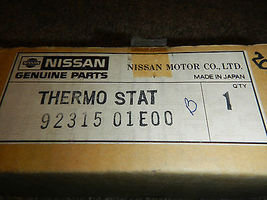 NISSAN
GENUINE PARTS
NISSAN MOTOR CO., LTD.
MADE IN JAPAN
THERMO STAT
QTY
1
92315 01E00